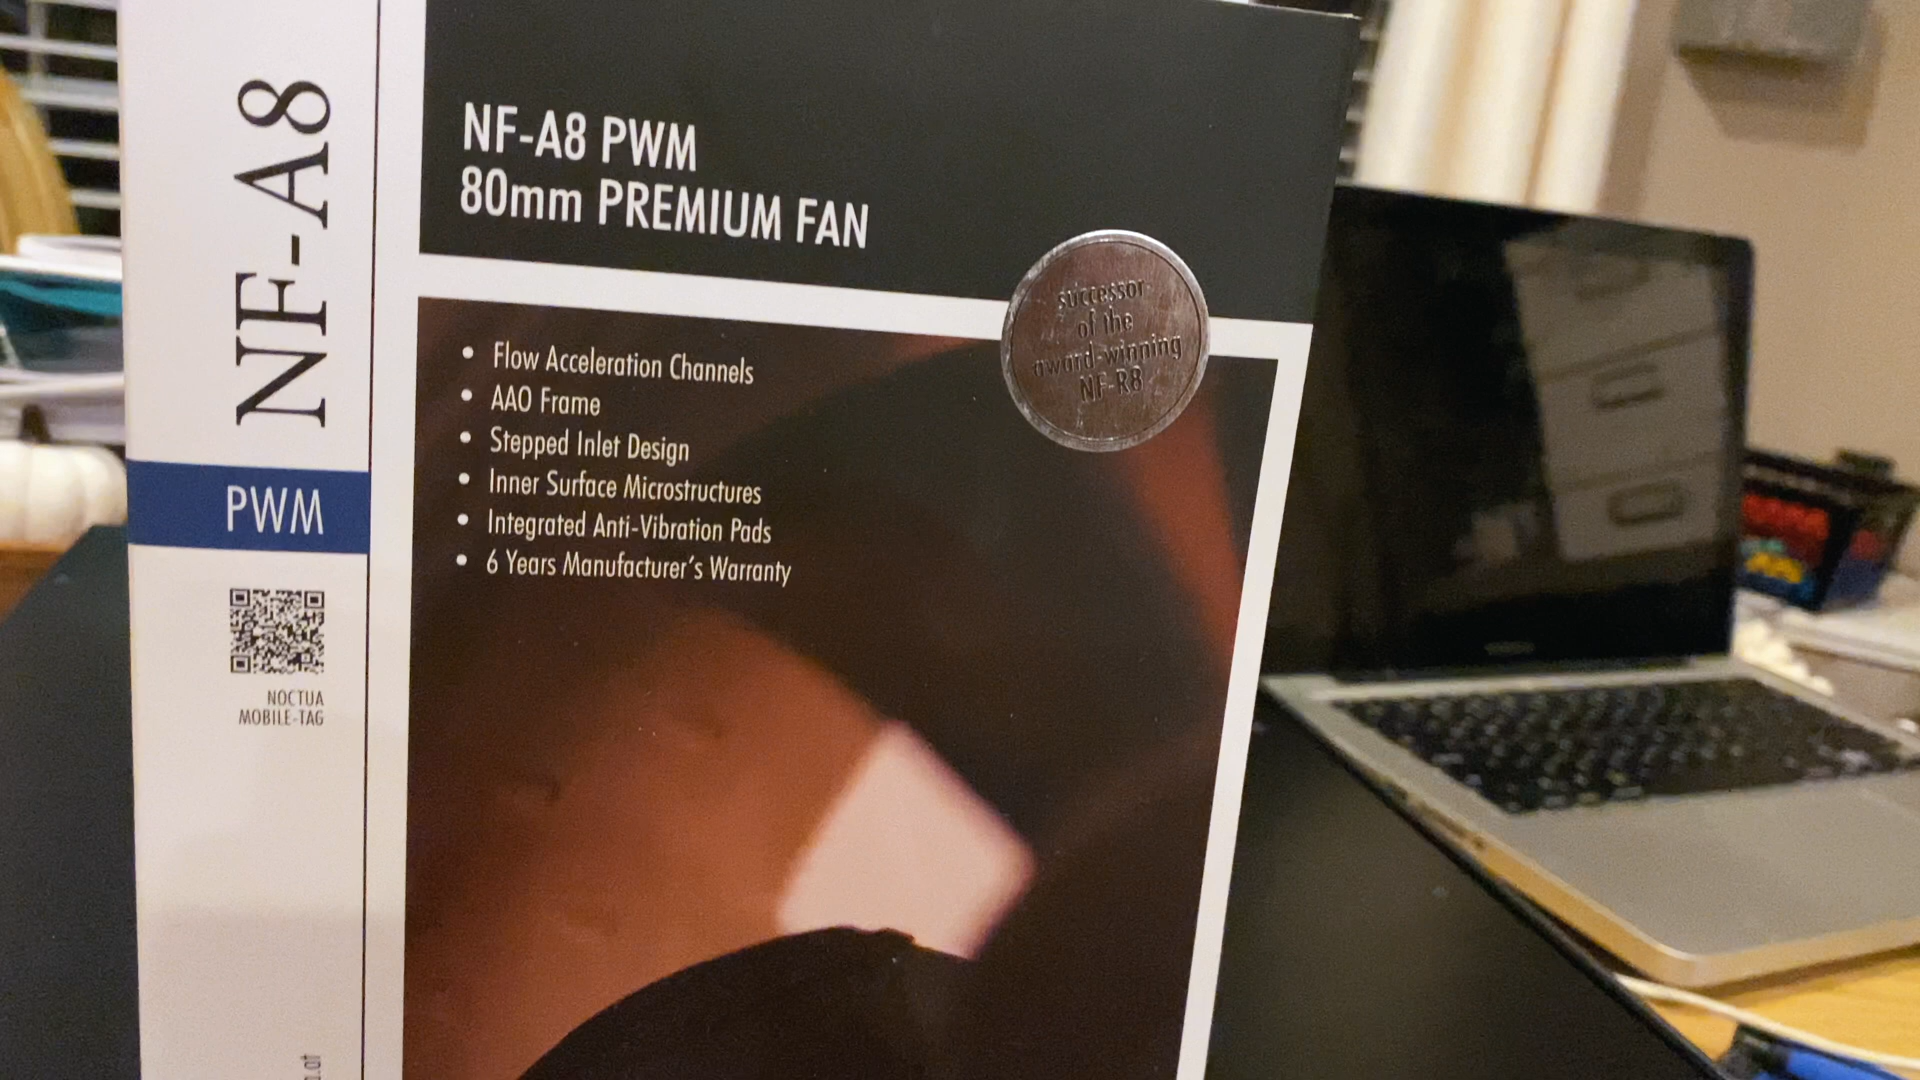 NF-A8
PWM
NOCTUA
MOBILE-TAG
NF-A8 PWM
80mm PREMIUM FAN
successor
of the
award-winning
NF-R8
• Flow Acceleration Channels
• AAO Frame
• Stepped Inlet Design
• Inner Surface Microstructures
• Integrated Anti-Vibration Pads
• 6 Years Manufacturer's Warranty